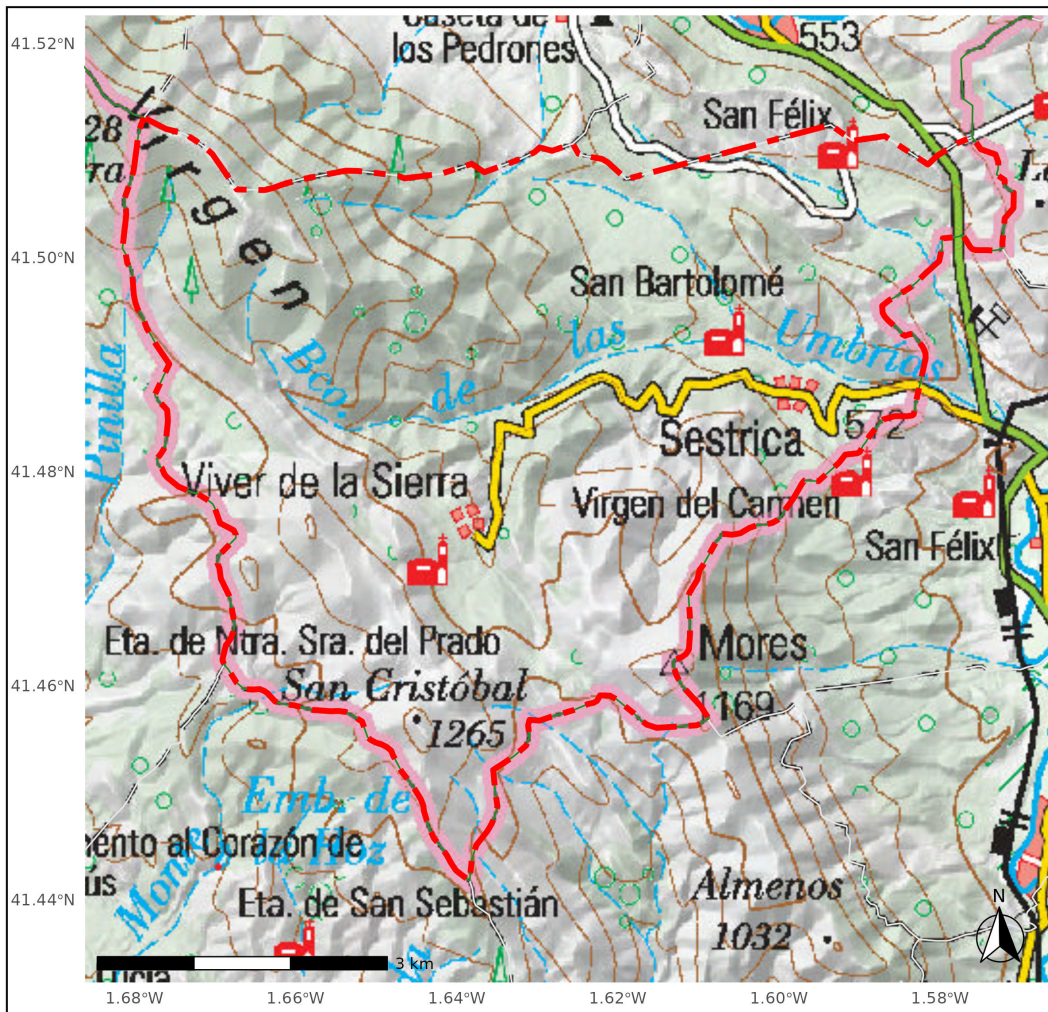 41.52°N
41.50°N
41.48°N
41.46°N
41.44°N
1.68°W
1.66°W
1.64°W
1.62°W
1.60°W
1.58°W
Caseta de
los Pedrones
553
San Félix
28
Virgen
San Bartolomé
Bco. de las Umbrías
Pinilla
Sestrica
572
Viver de la Sierra
Virgen del Carmen
San Félix
Eta. de Ntra. Sra. del Prado
Mores
San Cristóbal
1265
1169
Emb. de
la Hoz
ento al Corazón de
ús
Eta. de San Sebastián
Almenos
1032
N
3 km